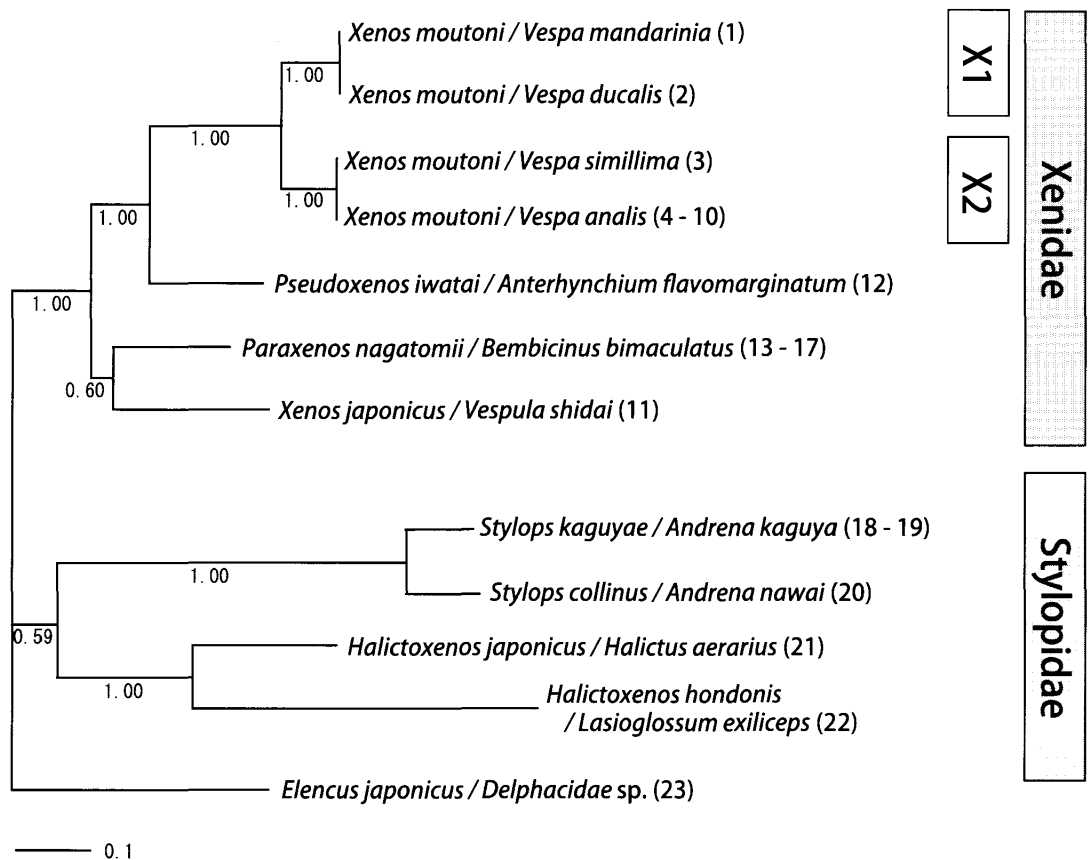 Xenos moutoni / Vespa mandarinia (1)
1.00
Xenos moutoni / Vespa ducalis (2)
1.00
Xenos moutoni / Vespa simillima (3)
1.00
Xenos moutoni / Vespa analis (4 - 10)
1.00
Pseudoxenos iwatai / Anterhynchium flavomarginatum (12)
1.00
Paraxenos nagatomii / Bembicinus bimaculatus (13 - 17)
0.60
Xenos japonicus / Vespula shidai (11)
Stylops kaguyae / Andrena kaguya (18 - 19)
1.00
Stylops collinus / Andrena nawai (20)
0.59
Halictoxenos japonicus / Halictus aerarius (21)
1.00
Halictoxenos hondonis
/ Lasioglossum exiliceps (22)
Elencus japonicus / Delphacidae sp. (23)
0.1
X1
X2
Xenidae
Stylopidae